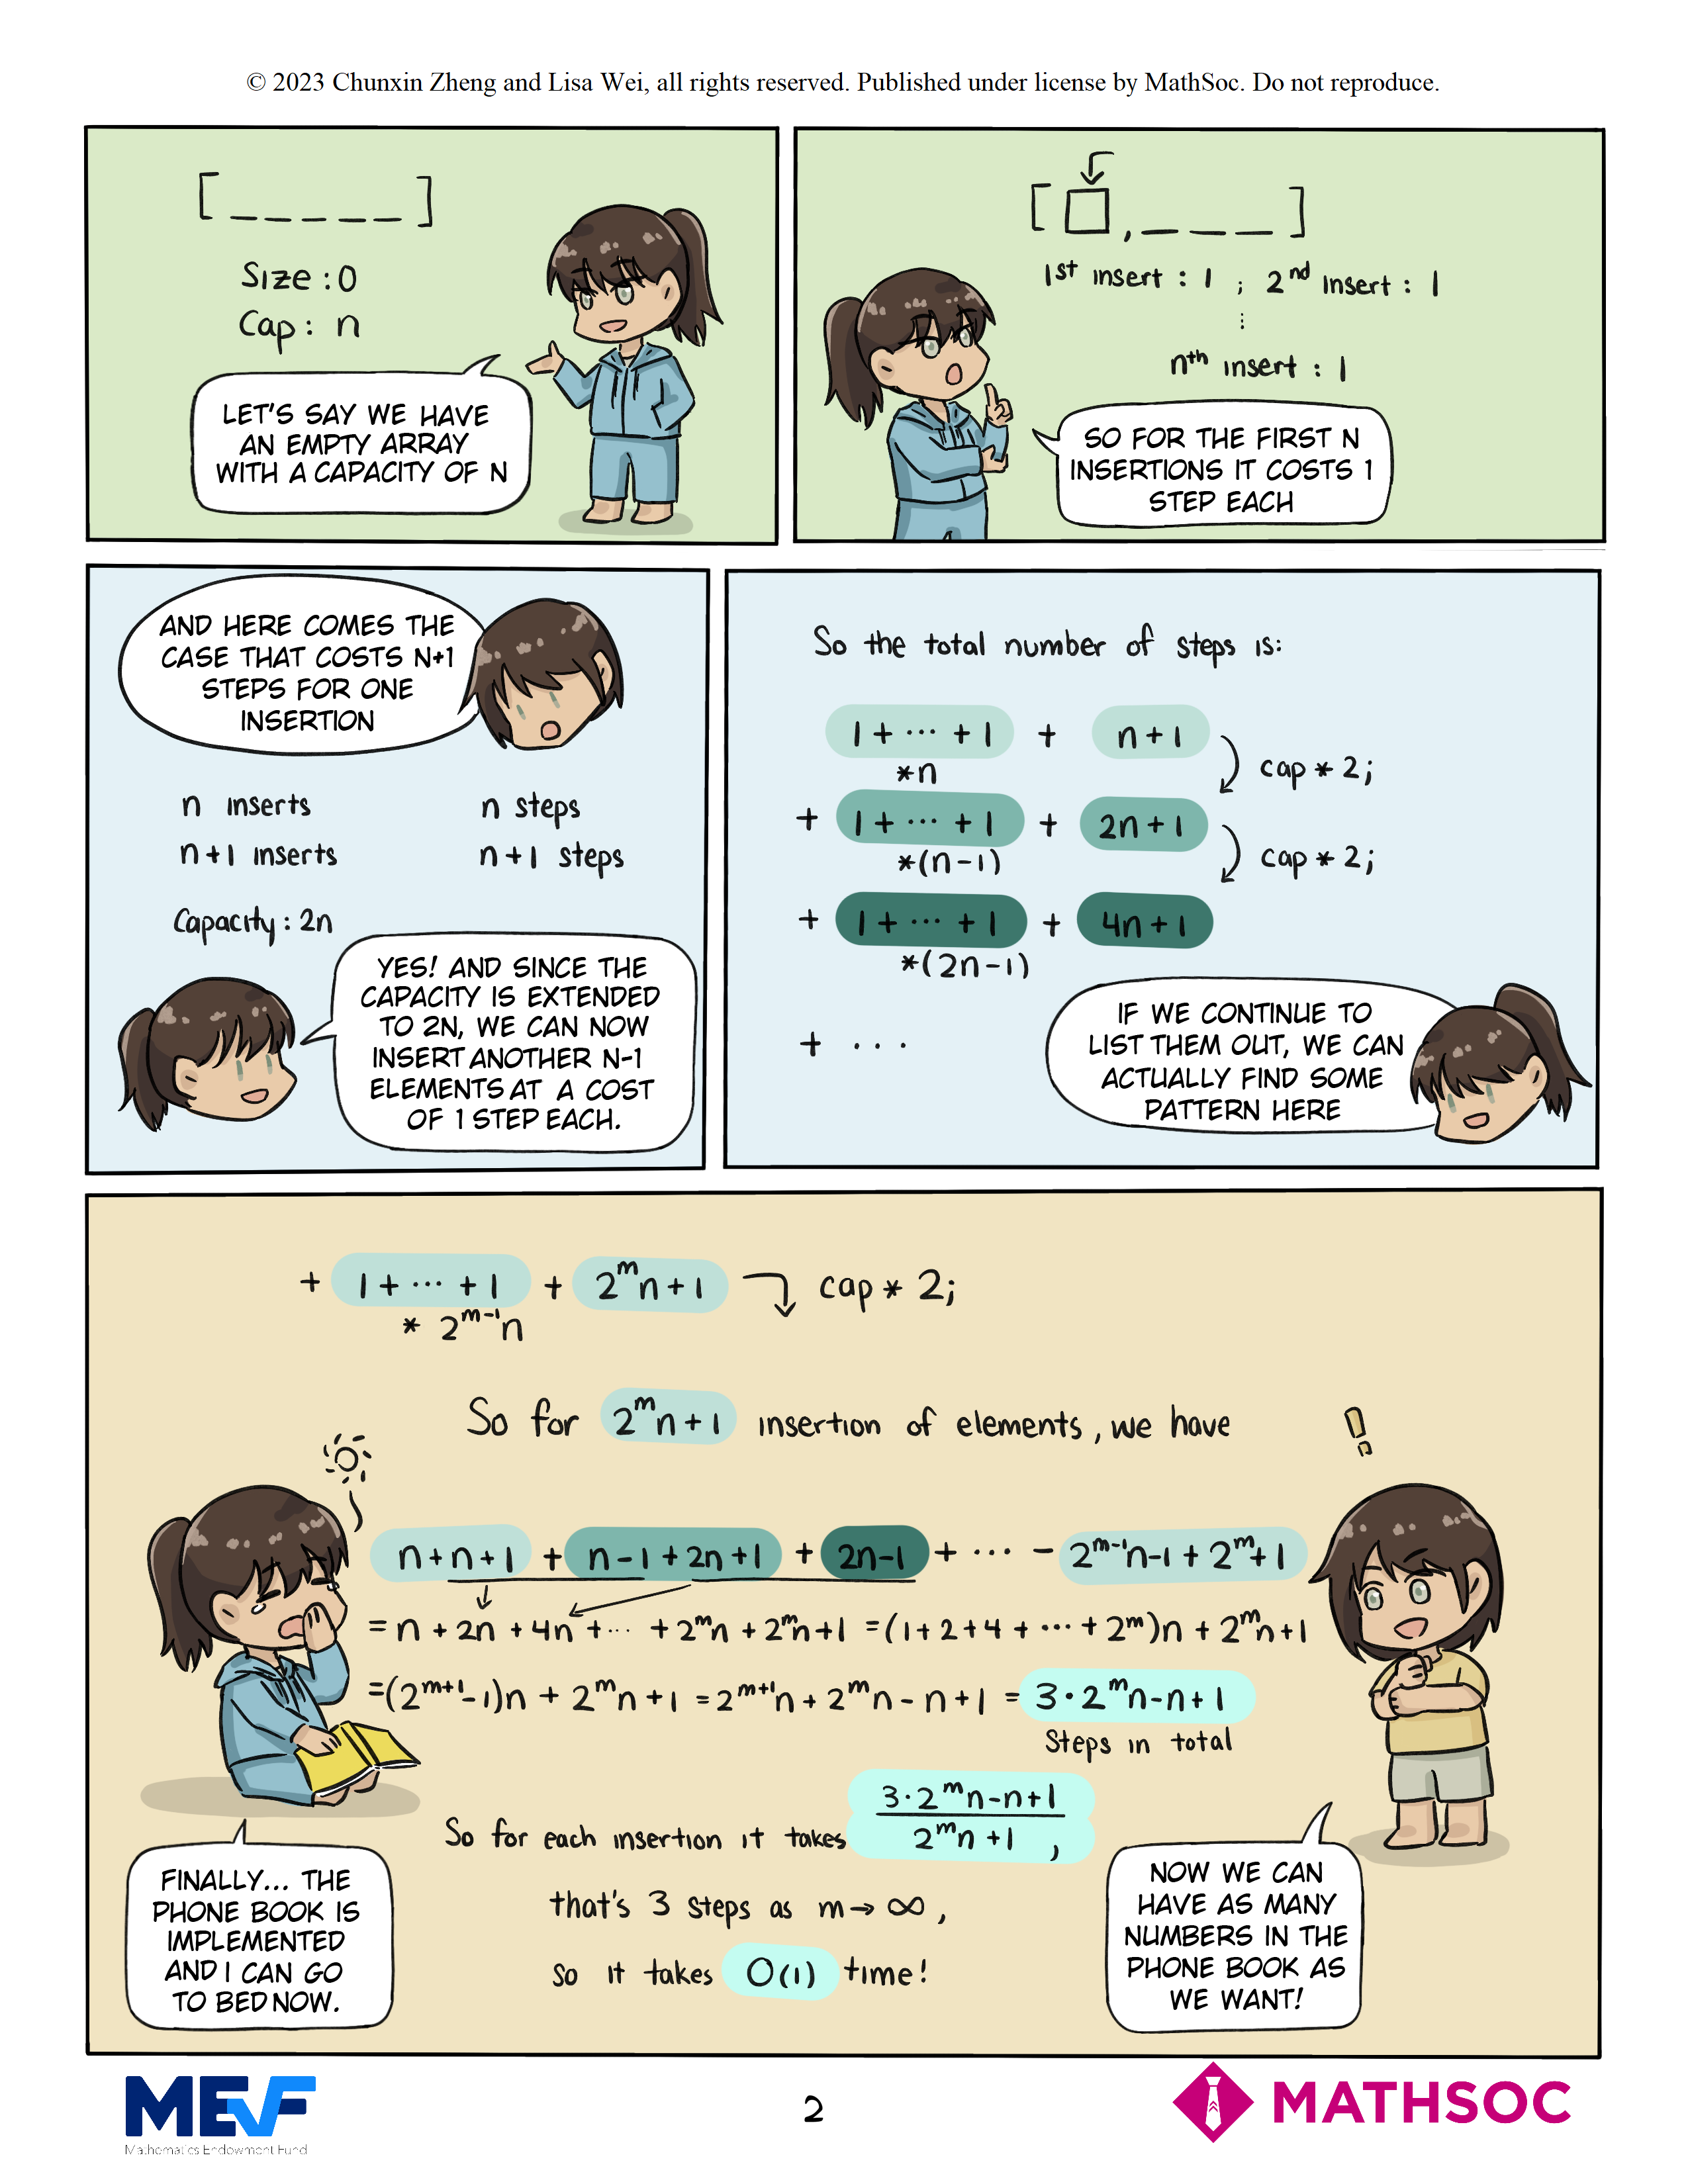 © 2023 Chunxin Zheng and Lisa Wei, all rights reserved. Published under license by MathSoc. Do not reproduce.
[ _ _ _ _ _ ]
Size : 0
Cap : n
LET'S SAY WE HAVE
AN EMPTY ARRAY
WITH A CAPACITY OF N
[ □ , _ _ _ ]
1st insert : 1 ; 2nd insert : 1
⋮
nth insert : 1
SO FOR THE FIRST N
INSERTIONS IT COSTS 1
STEP EACH
AND HERE COMES THE
CASE THAT COSTS N+1
STEPS FOR ONE
INSERTION
n inserts n steps
n+1 inserts n+1 steps
Capacity : 2n
YES! AND SINCE THE
CAPACITY IS EXTENDED
TO 2N, WE CAN NOW
INSERT ANOTHER N-1
ELEMENTS AT A COST
OF 1 STEP EACH.
So the total number of steps is:
1 + ... + 1 + n+1
*n cap * 2;
+ 1 + ... + 1 + 2n+1
*(n-1) cap * 2;
+ 1 + ... + 1 + 4n+1
*(2n-1)
+ ...
IF WE CONTINUE TO
LIST THEM OUT, WE CAN
ACTUALLY FIND SOME
PATTERN HERE
+ 1 + ... + 1 + 2^m n+1 cap * 2;
* 2^(m-1) n
So for 2^m n+1 insertion of elements, we have
!
n+n+1 + n-1+2n+1 + 2n-1 + ... - 2^(m-1)n-1 + 2^m+1
= n + 2n + 4n + ... + 2^m n + 2^m n+1 = (1+2+4+ ... + 2^m)n + 2^m n+1
=(2^(m+1)-1)n + 2^m n+1 = 2^(m+1)n + 2^m n - n + 1 = 3·2^m n-n+1
Steps in total
3·2^m n-n+1
So for each insertion it takes 2^m n+1 ,
that's 3 steps as m→∞,
so it takes O(1) time!
FINALLY... THE
PHONE BOOK IS
IMPLEMENTED
AND I CAN GO
TO BED NOW.
NOW WE CAN
HAVE AS MANY
NUMBERS IN THE
PHONE BOOK AS
WE WANT!
MEF
Mathematics Endowment Fund
2
MATHSOC